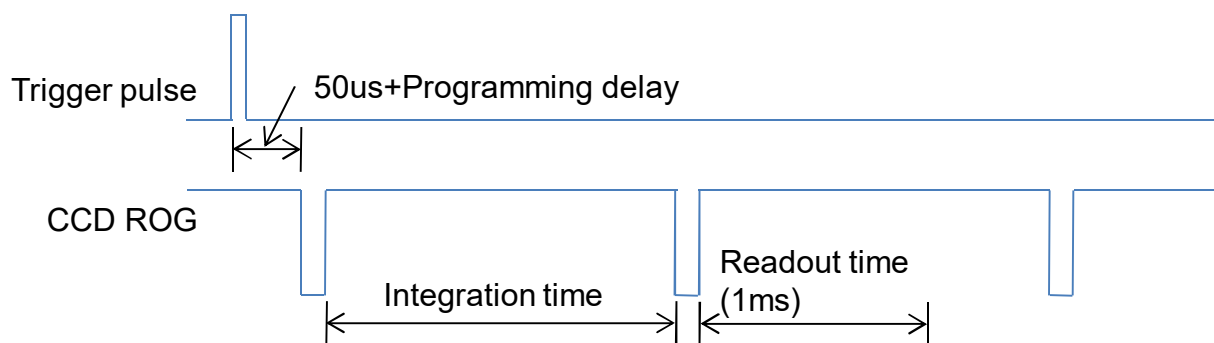 Trigger pulse
50us+Programming delay
CCD ROG
Integration time
Readout time
(1ms)